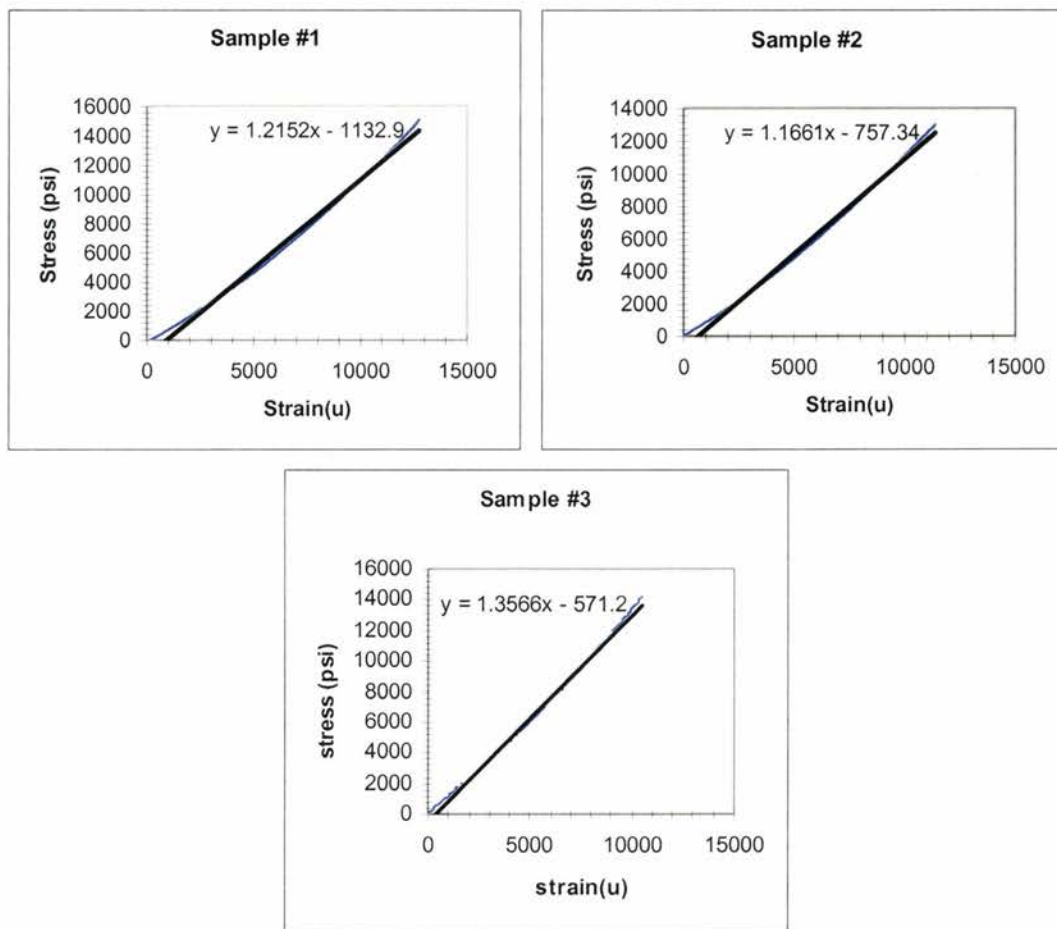 Sample #1
16000
14000
12000
10000
8000
6000
4000
2000
0
y = 1.2152x - 1132.9
Stress (psi)
0 5000 10000 15000
Strain(u)
Sample #2
14000
12000
10000
8000
6000
4000
2000
0
y = 1.1661x - 757.34
Stress (psi)
0 5000 10000 15000
Strain(u)
Sample #3
16000
14000
12000
10000
8000
6000
4000
2000
0
y = 1.3566x - 571.2
stress (psi)
0 5000 10000 15000
strain(u)